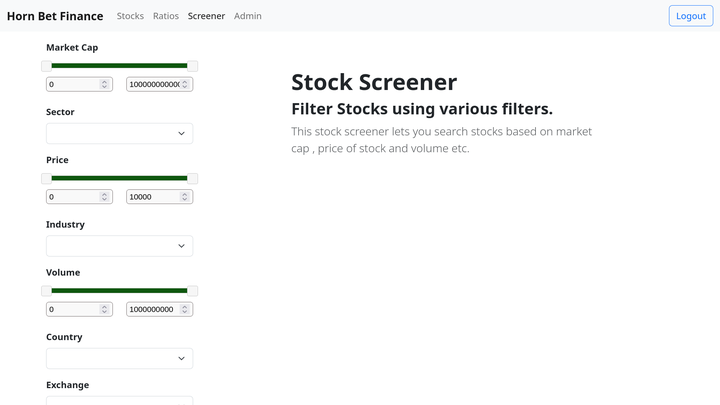 Horn Bet Finance
Stocks
Ratios
Screener
Admin
Logout
Market Cap
0
Sector
Price
0
10000
Industry
Volume
0
1000000000
Country
Exchange
Stock Screener
Filter Stocks using various filters.
This stock screener lets you search stocks based on market
cap , price of stock and volume etc.